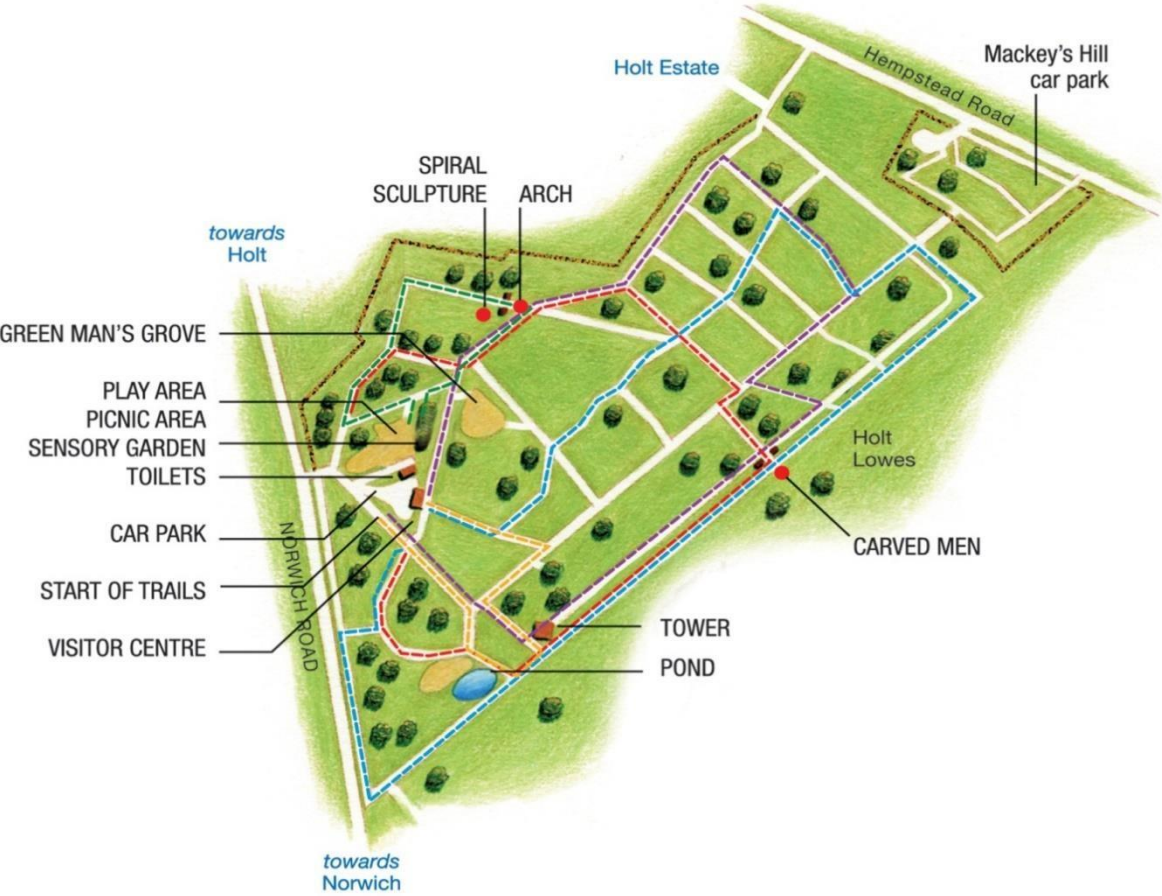 Hempstead Road
Mackey's Hill
car park
Holt Estate
SPIRAL
SCULPTURE
ARCH
towards
Holt
GREEN MAN'S GROVE
PLAY AREA
PICNIC AREA
SENSORY GARDEN
TOILETS
CAR PARK
START OF TRAILS
VISITOR CENTRE
NORWICH ROAD
Holt
Lowes
CARVED MEN
TOWER
POND
towards
Norwich